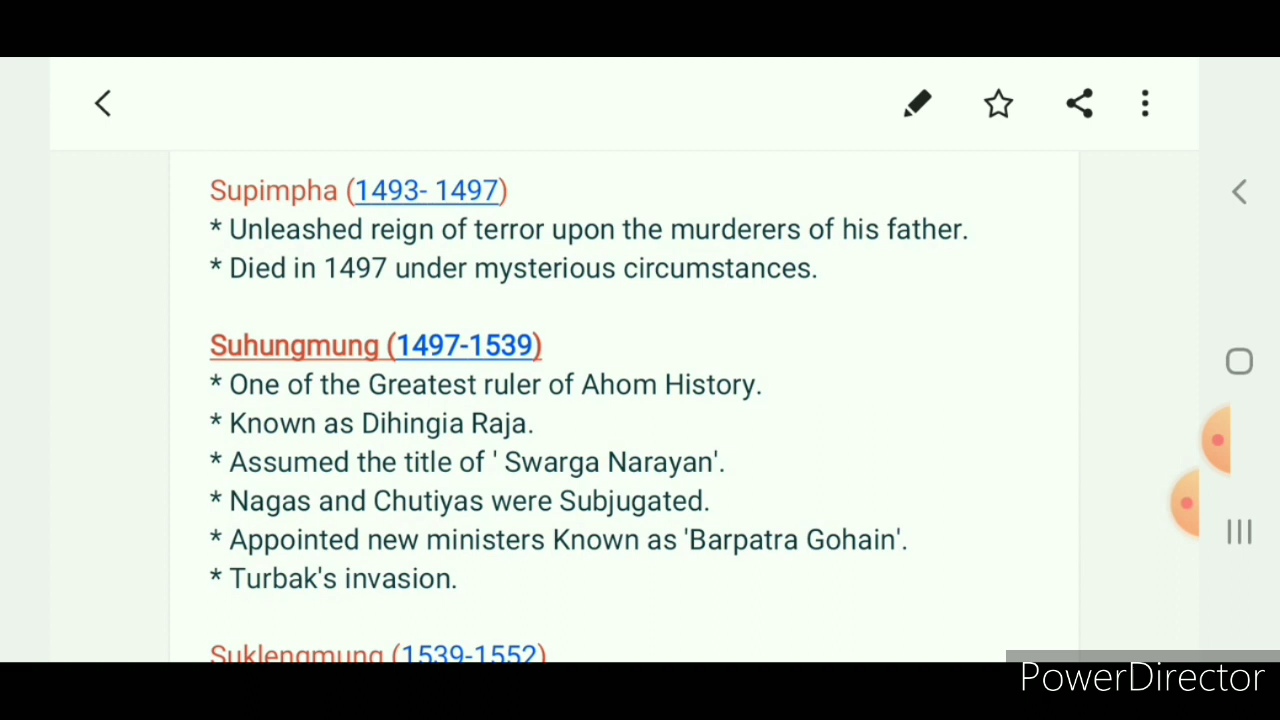 Supimpha (1493- 1497)
* Unleashed reign of terror upon the murderers of his father.
* Died in 1497 under mysterious circumstances.
Suhungmung (1497-1539)
* One of the Greatest ruler of Ahom History.
* Known as Dihingia Raja.
* Assumed the title of ' Swarga Narayan'.
* Nagas and Chutiyas were Subjugated.
* Appointed new ministers Known as 'Barpatra Gohain'.
* Turbak's invasion.
Suklengmung (1539-1552)
PowerDirector